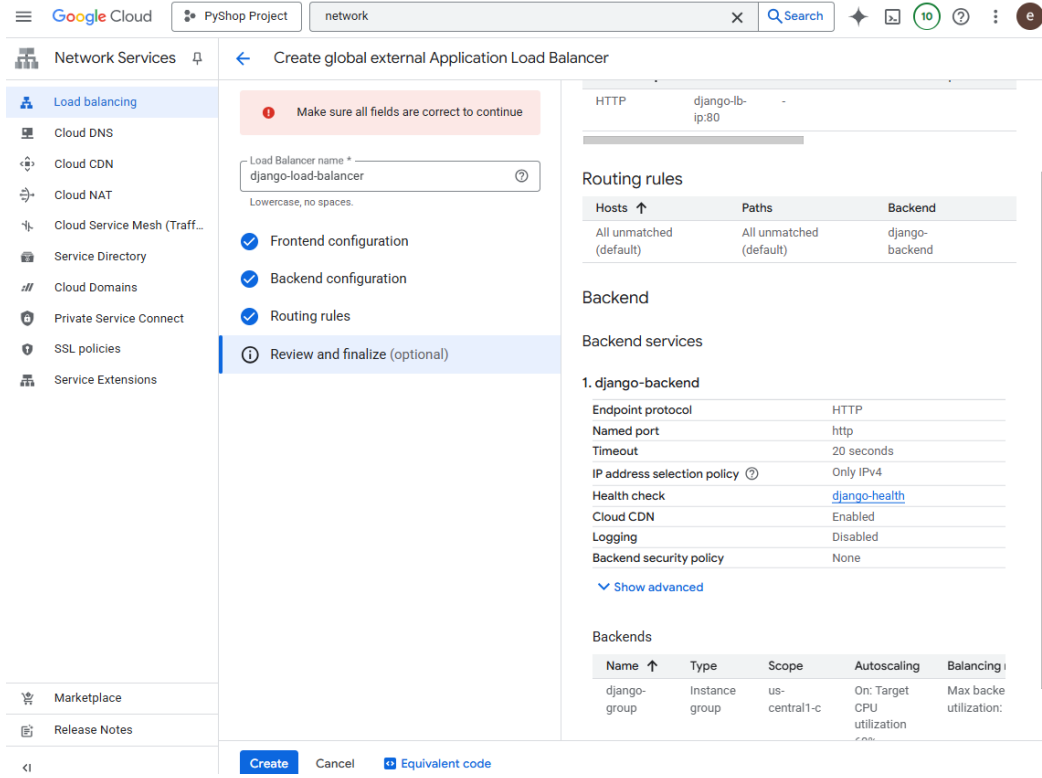 Google Cloud
PyShop Project
network
Search
10
e
Network Services
Create global external Application Load Balancer
Load balancing
Cloud DNS
Cloud CDN
Cloud NAT
Cloud Service Mesh (Traff...
Service Directory
Cloud Domains
Private Service Connect
SSL policies
Service Extensions
Marketplace
Release Notes
Make sure all fields are correct to continue
Load Balancer name *
django-load-balancer
Lowercase, no spaces.
Frontend configuration
Backend configuration
Routing rules
Review and finalize (optional)
HTTP django-lb- -
ip:80
Routing rules
Hosts Paths Backend
All unmatched All unmatched django-
(default) (default) backend
Backend
Backend services
1. django-backend
Endpoint protocol HTTP
Named port http
Timeout 20 seconds
IP address selection policy Only IPv4
Health check django-health
Cloud CDN Enabled
Logging Disabled
Backend security policy None
Show advanced
Backends
Name Type Scope Autoscaling Balancing
django- Instance us- On: Target Max backe
group group central1-c CPU utilization:
utilization
Create Cancel Equivalent code